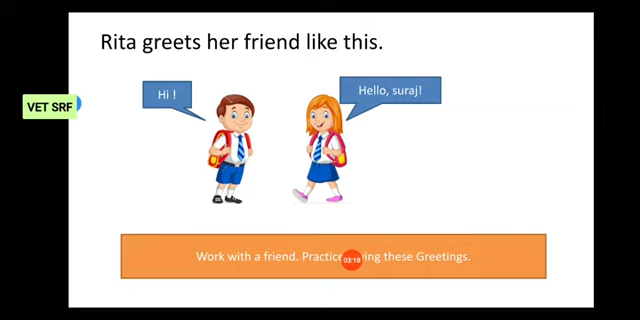 Rita greets her friend like this.
Hi !
Hello, suraj!
VET SRF
Work with a friend. Practice these Greetings.
03:18